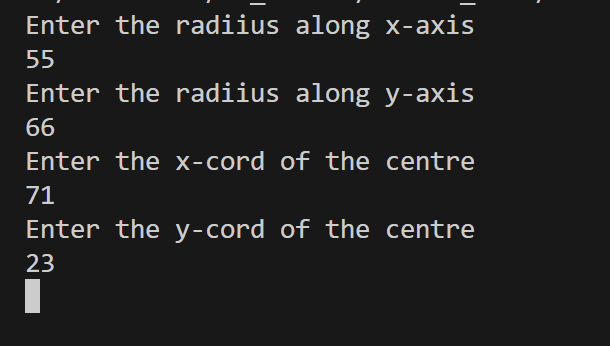 Enter the radiius along x-axis
55
Enter the radiius along y-axis
66
Enter the x-cord of the centre
71
Enter the y-cord of the centre
23